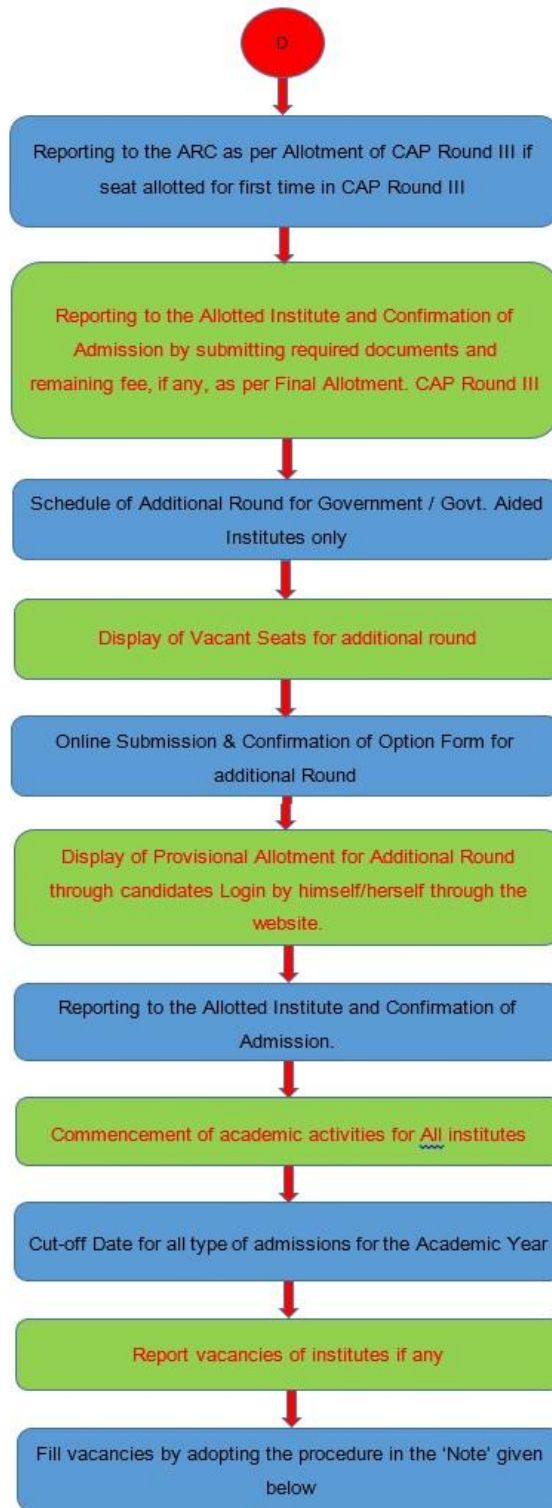 D
Reporting to the ARC as per Allotment of CAP Round III if
seat allotted for first time in CAP Round III
Reporting to the Allotted Institute and Confirmation of
Admission by submitting required documents and
remaining fee, if any, as per Final Allotment. CAP Round III
Schedule of Additional Round for Government / Govt. Aided
Institutes only
Display of Vacant Seats for additional round
Online Submission & Confirmation of Option Form for
additional Round
Display of Provisional Allotment for Additional Round
through candidates Login by himself/herself through the
website.
Reporting to the Allotted Institute and Confirmation of
Admission.
Commencement of academic activities for All institutes
Cut-off Date for all type of admissions for the Academic Year
Report vacancies of institutes if any
Fill vacancies by adopting the procedure in the ‘Note’ given
below